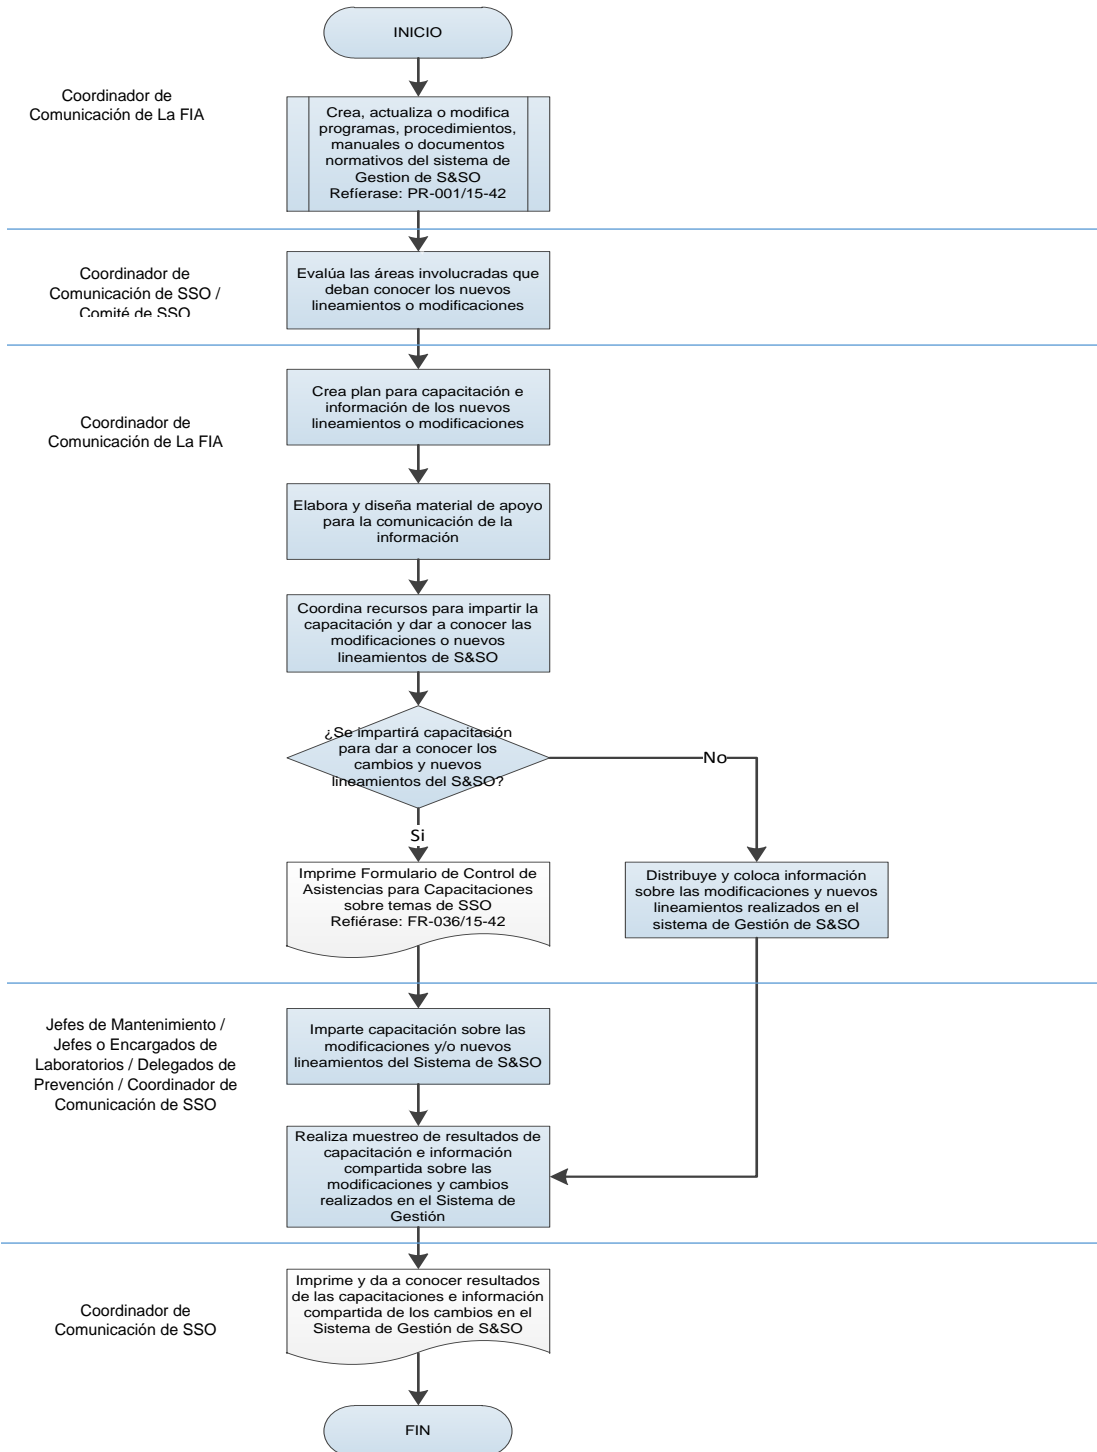 INICIO
Coordinador de
Comunicación de La FIA
Crea, actualiza o modifica
programas, procedimientos,
manuales o documentos
normativos del sistema de
Gestion de S&SO
Refíerase: PR-001/15-42
Coordinador de
Comunicación de SSO /
Comité de SSO
Evalúa las áreas involucradas que
deban conocer los nuevos
lineamientos o modificaciones
Coordinador de
Comunicación de La FIA
Crea plan para capacitación e
información de los nuevos
lineamientos o modificaciones
Elabora y diseña material de apoyo
para la comunicación de la
información
Coordina recursos para impartir la
capacitación y dar a conocer las
modificaciones o nuevos
lineamientos de S&SO
¿Se impartirá capacitación
para dar a conocer los
cambios y nuevos
lineamientos del S&SO?
No
Si
Imprime Formulario de Control de
Asistencias para Capacitaciones
sobre temas de SSO
Refiérase: FR-036/15-42
Distribuye y coloca información
sobre las modificaciones y nuevos
lineamientos realizados en el
sistema de Gestión de S&SO
Jefes de Mantenimiento /
Jefes o Encargados de
Laboratorios / Delegados de
Prevención / Coordinador de
Comunicación de SSO
Imparte capacitación sobre las
modificaciones y/o nuevos
lineamientos del Sistema de S&SO
Realiza muestreo de resultados de
capacitación e información
compartida sobre las
modificaciones y cambios
realizados en el Sistema de
Gestión
Coordinador de
Comunicación de SSO
Imprime y da a conocer resultados
de las capacitaciones e información
compartida de los cambios en el
Sistema de Gestión de S&SO
FIN